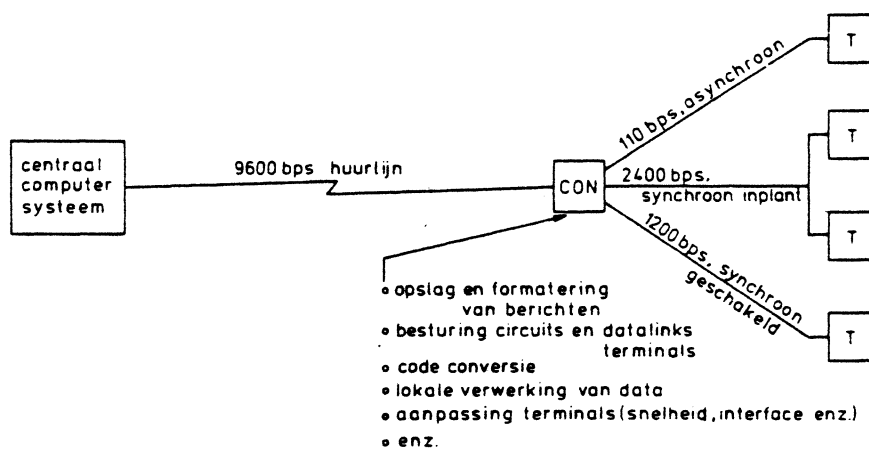 centraal
computer
systeem
9600 bps huurlijn
CON
110 bps, asynchroon
T
2400 bps,
synchroon inplant
T
T
1200 bps, synchroon
geschakeld
T
• opslag en formatering
van berichten
• besturing circuits en datalinks
terminals
• code conversie
• lokale verwerking van data
• aanpassing terminals (snelheid, interface enz.)
• enz.